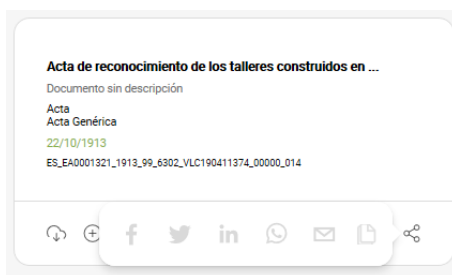 Acta de reconocimiento de los talleres construidos en ...
Documento sin descripción
Acta
Acta Genérica
22/10/1913
ES_EA0001321_1913_99_6302_VLC190411374_00000_014